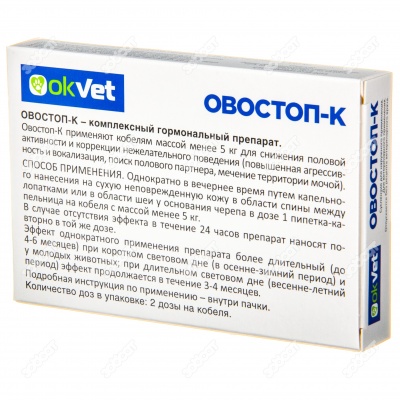 okvet
ОВОСТОП-К
ОВОСТОП-К – комплексный гормональный препарат.
Овостоп-К применяют кобелям массой менее 5 кг для снижения половой
активности и коррекции нежелательного поведения (повышенная агрессив-
ность и вокализация, поиск полового партнера, мечение территории мочой).
СПОСОБ ПРИМЕНЕНИЯ. Однократно в вечернее время путем капельно-
го нанесения на сухую неповрежденную кожу в области спины между
лопатками или в области шеи у основания черепа в дозе 1 пипетка-ка-
пельница на кобеля с массой менее 5 кг.
В случае отсутствия эффекта в течение 24 часов препарат наносят по-
вторно в той же дозе.
Эффект однократного применения препарата более длительный (до
4-6 месяцев) при коротком световом дне (в осенне-зимний период) и
у молодых животных; при длительном световом дне (весенне-летний
период) эффект продолжается в течение 3-4 месяцев.
Подробная инструкция по применению – внутри пачки.
Количество доз в упаковке: 2 дозы на кобеля.
okvet
ОВОСТОП-К